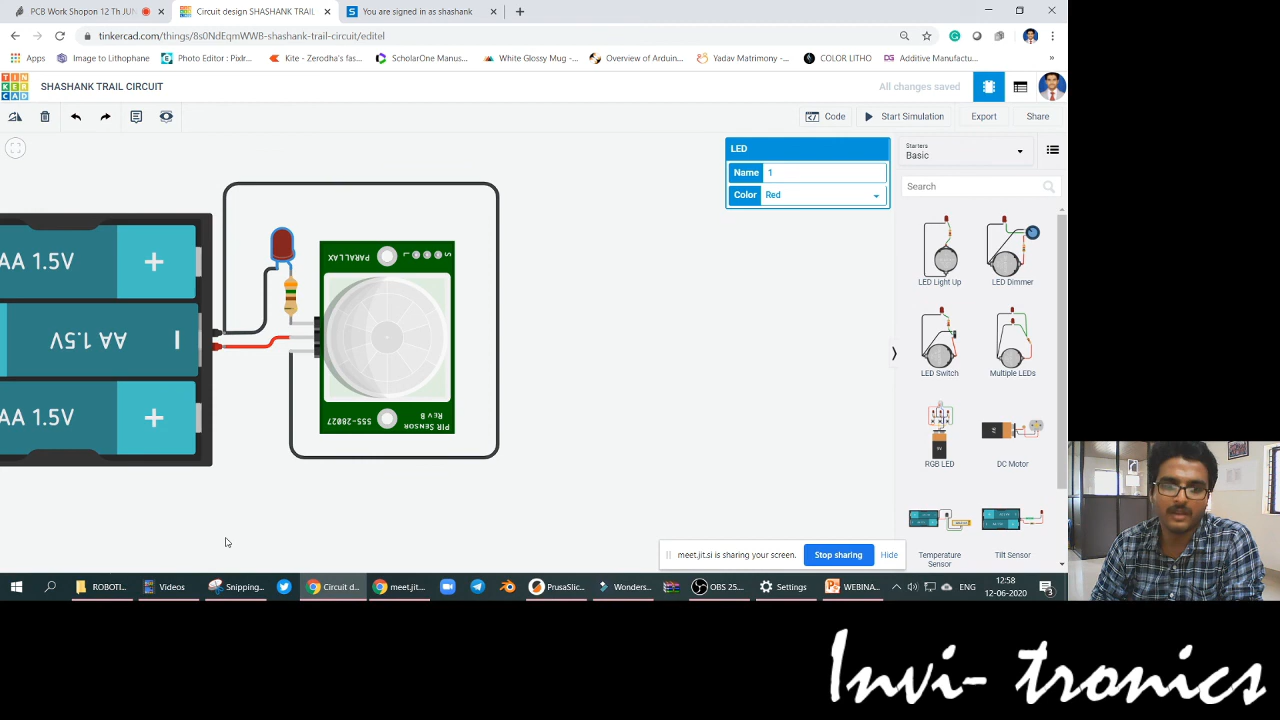 PCB Work Shopon 12 Th JUN
Circuit design SHASHANK TRAIL
You are signed in as shashank
tinkercad.com/things/8s0NdEqmWWB-shashank-trail-circuit/editel
Apps
Image to Lithophane
Photo Editor : Pixlr...
Kite - Zerodha's fas...
ScholarOne Manus...
White Glossy Mug -...
Overview of Arduin...
Yadav Matrimony -...
COLOR LITHO
Additive Manufactu...
»
TINKERCAD
SHASHANK TRAIL CIRCUIT
All changes saved
Code
Start Simulation
Export
Share
LED
Name 1
Color Red
Starters
Basic
Search
LED Light Up
LED Dimmer
LED Switch
Multiple LEDs
RGB LED
DC Motor
Temperature Sensor
Tilt Sensor
AA 1.5V +
AA 1.5V
AA 1.5V +
PARALLAX
L S
555-28027
PIR SENSOR
REV B
meet.jit.si is sharing your screen.
Stop sharing
Hide
ROBOTI...
Videos
Snipping...
Circuit d...
meet.jit...
PrusaSlic...
Wonders...
OBS 25....
Settings
WEBINA...
ENG
12:58
12-06-2020
3
Invi- tronics